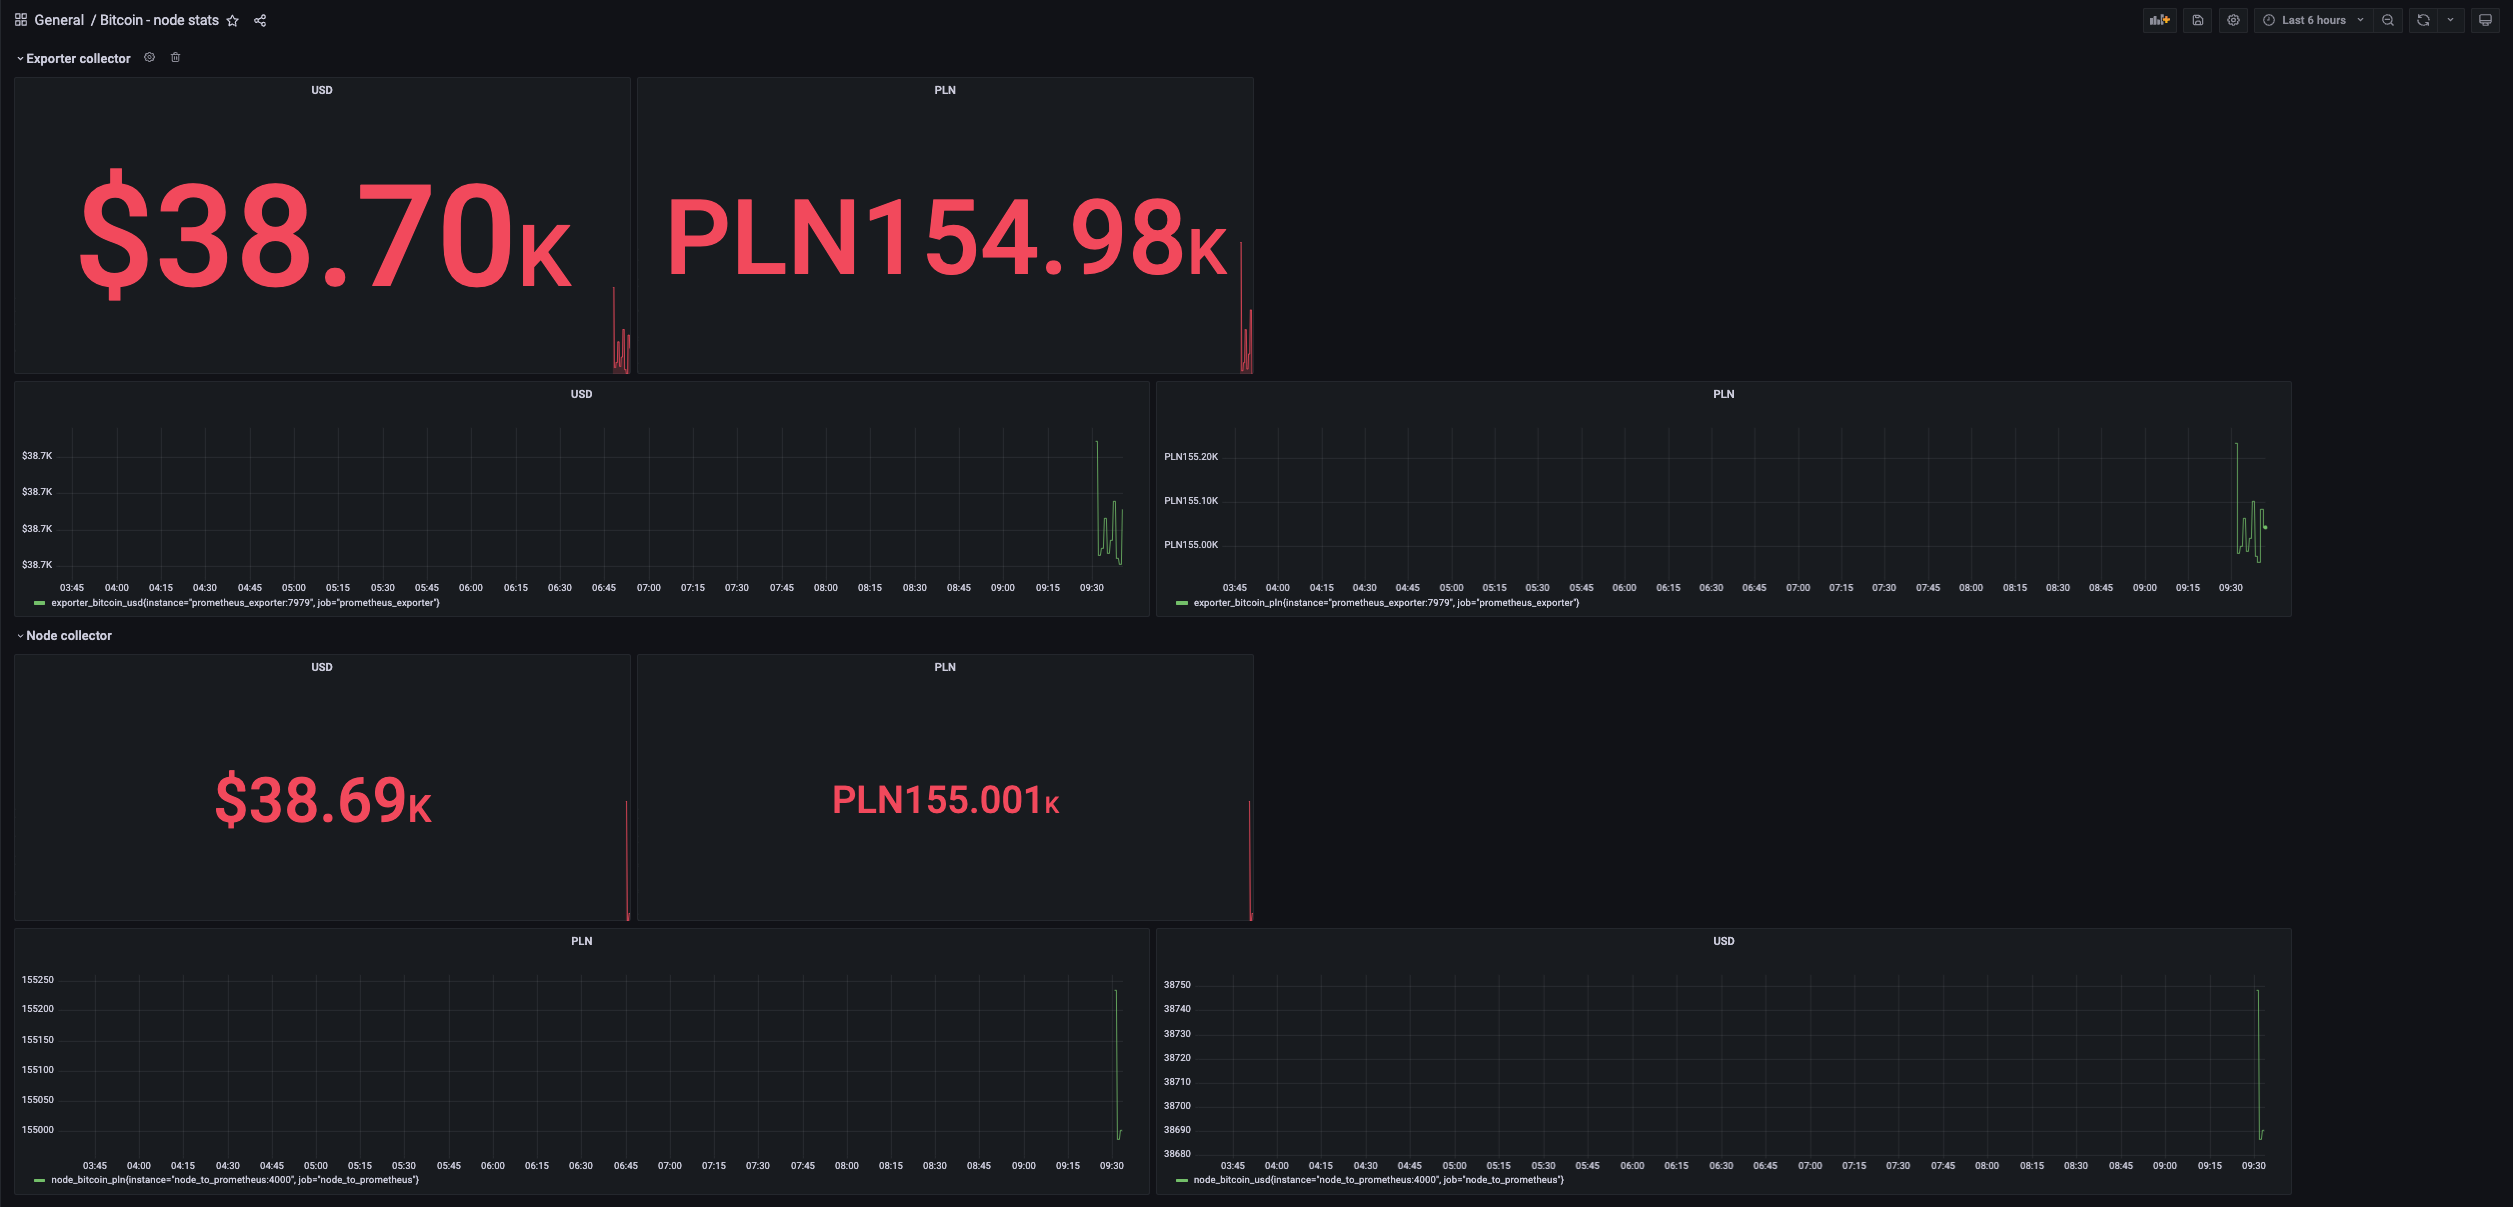 General / Bitcoin - node stats
Last 6 hours
Exporter collector
USD
$38.70K
PLN
PLN154.98K
USD
$38.7K
$38.7K
$38.7K
$38.7K
03:45 04:00 04:15 04:30 04:45 05:00 05:15 05:30 05:45 06:00 06:15 06:30 06:45 07:00 07:15 07:30 07:45 08:00 08:15 08:30 08:45 09:00 09:15 09:30
exporter_bitcoin_usd{instance="prometheus_exporter:7979", job="prometheus_exporter"}
PLN
PLN155.20K
PLN155.10K
PLN155.00K
03:45 04:00 04:15 04:30 04:45 05:00 05:15 05:30 05:45 06:00 06:15 06:30 06:45 07:00 07:15 07:30 07:45 08:00 08:15 08:30 08:45 09:00 09:15 09:30
exporter_bitcoin_pln{instance="prometheus_exporter:7979", job="prometheus_exporter"}
Node collector
USD
$38.69K
PLN
PLN155.001K
PLN
155250
155200
155150
155100
155050
155000
03:45 04:00 04:15 04:30 04:45 05:00 05:15 05:30 05:45 06:00 06:15 06:30 06:45 07:00 07:15 07:30 07:45 08:00 08:15 08:30 08:45 09:00 09:15 09:30
node_bitcoin_pln{instance="node_to_prometheus:4000", job="node_to_prometheus"}
USD
38750
38740
38730
38720
38710
38700
38690
38680
03:45 04:00 04:15 04:30 04:45 05:00 05:15 05:30 05:45 06:00 06:15 06:30 06:45 07:00 07:15 07:30 07:45 08:00 08:15 08:30 08:45 09:00 09:15 09:30
node_bitcoin_usd{instance="node_to_prometheus:4000", job="node_to_prometheus"}